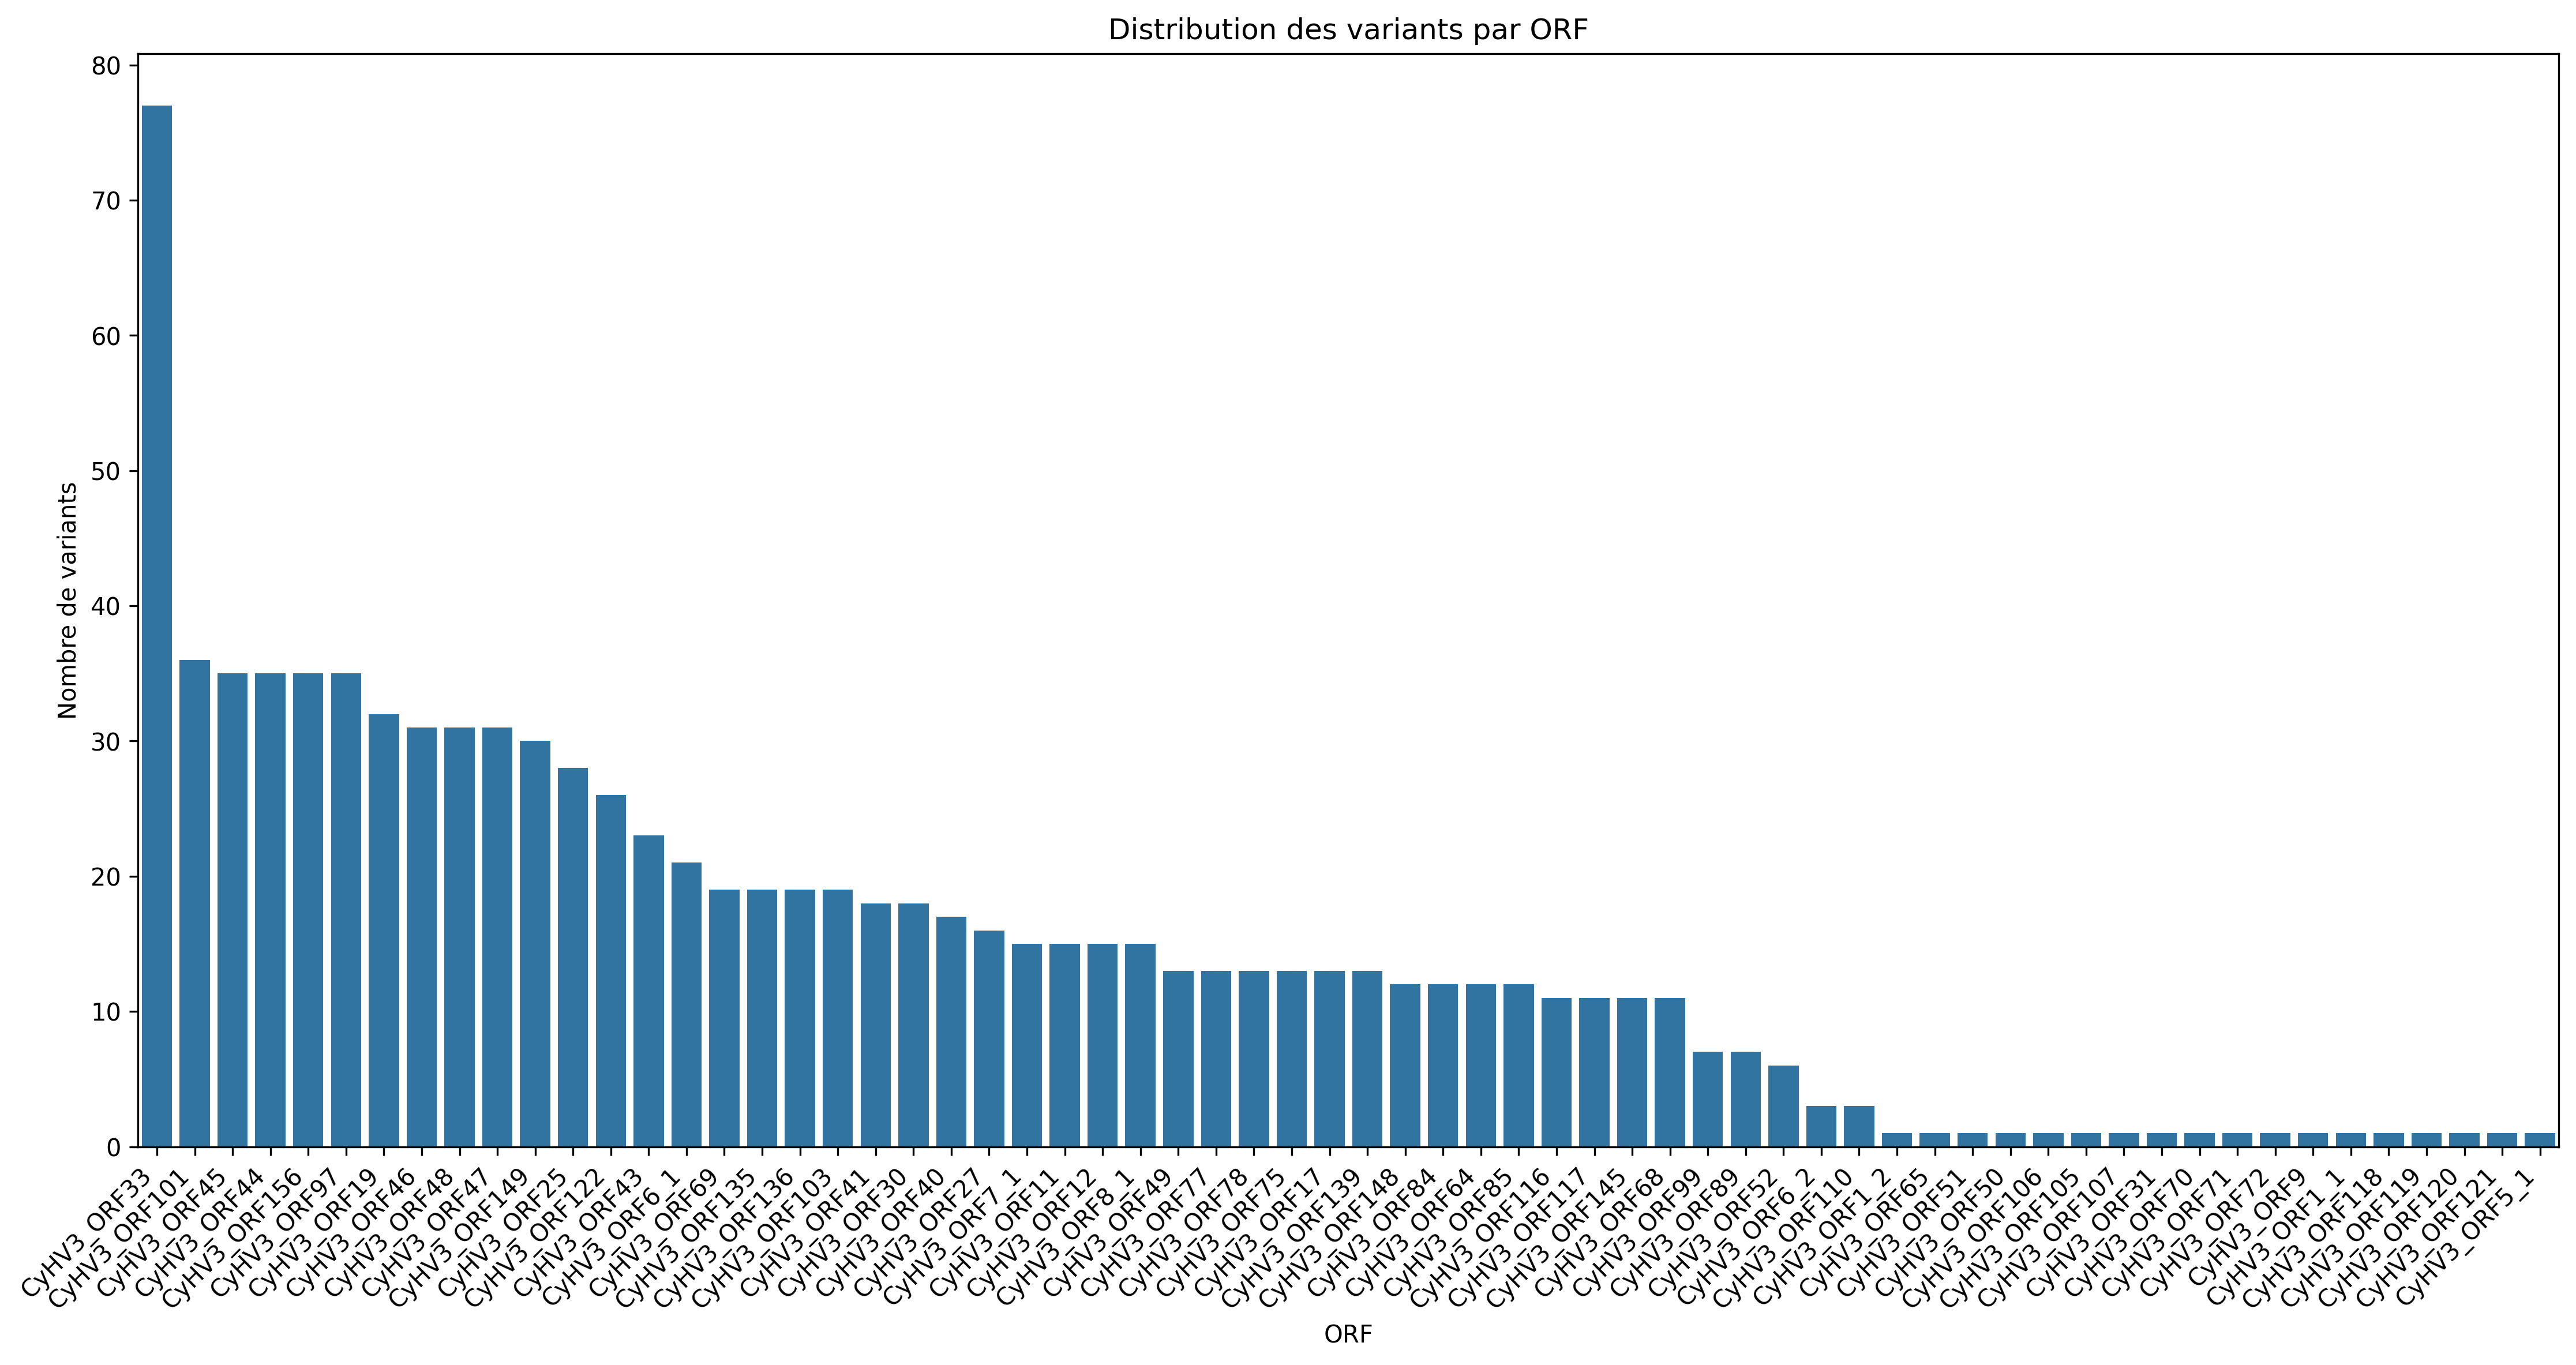 Distribution des variants par ORF
Nombre de variants
80
70
60
50
40
30
20
10
0
CyHV3_ORF33
CyHV3_ORF101
CyHV3_ORF45
CyHV3_ORF44
CyHV3_ORF156
CyHV3_ORF97
CyHV3_ORF19
CyHV3_ORF46
CyHV3_ORF48
CyHV3_ORF47
CyHV3_ORF149
CyHV3_ORF25
CyHV3_ORF122
CyHV3_ORF43
CyHV3_ORF6_1
CyHV3_ORF69
CyHV3_ORF135
CyHV3_ORF136
CyHV3_ORF103
CyHV3_ORF41
CyHV3_ORF30
CyHV3_ORF40
CyHV3_ORF27
CyHV3_ORF7_1
CyHV3_ORF11
CyHV3_ORF12
CyHV3_ORF8_1
CyHV3_ORF49
CyHV3_ORF77
CyHV3_ORF78
CyHV3_ORF75
CyHV3_ORF17
CyHV3_ORF139
CyHV3_ORF148
CyHV3_ORF84
CyHV3_ORF64
CyHV3_ORF85
CyHV3_ORF116
CyHV3_ORF117
CyHV3_ORF145
CyHV3_ORF68
CyHV3_ORF99
CyHV3_ORF89
CyHV3_ORF52
CyHV3_ORF6_2
CyHV3_ORF110
CyHV3_ORF1_2
CyHV3_ORF65
CyHV3_ORF51
CyHV3_ORF50
CyHV3_ORF106
CyHV3_ORF105
CyHV3_ORF107
CyHV3_ORF31
CyHV3_ORF70
CyHV3_ORF71
CyHV3_ORF72
CyHV3_ORF9
CyHV3_ORF1_1
CyHV3_ORF118
CyHV3_ORF119
CyHV3_ORF120
CyHV3_ORF121
CyHV3_ORF5_1
ORF